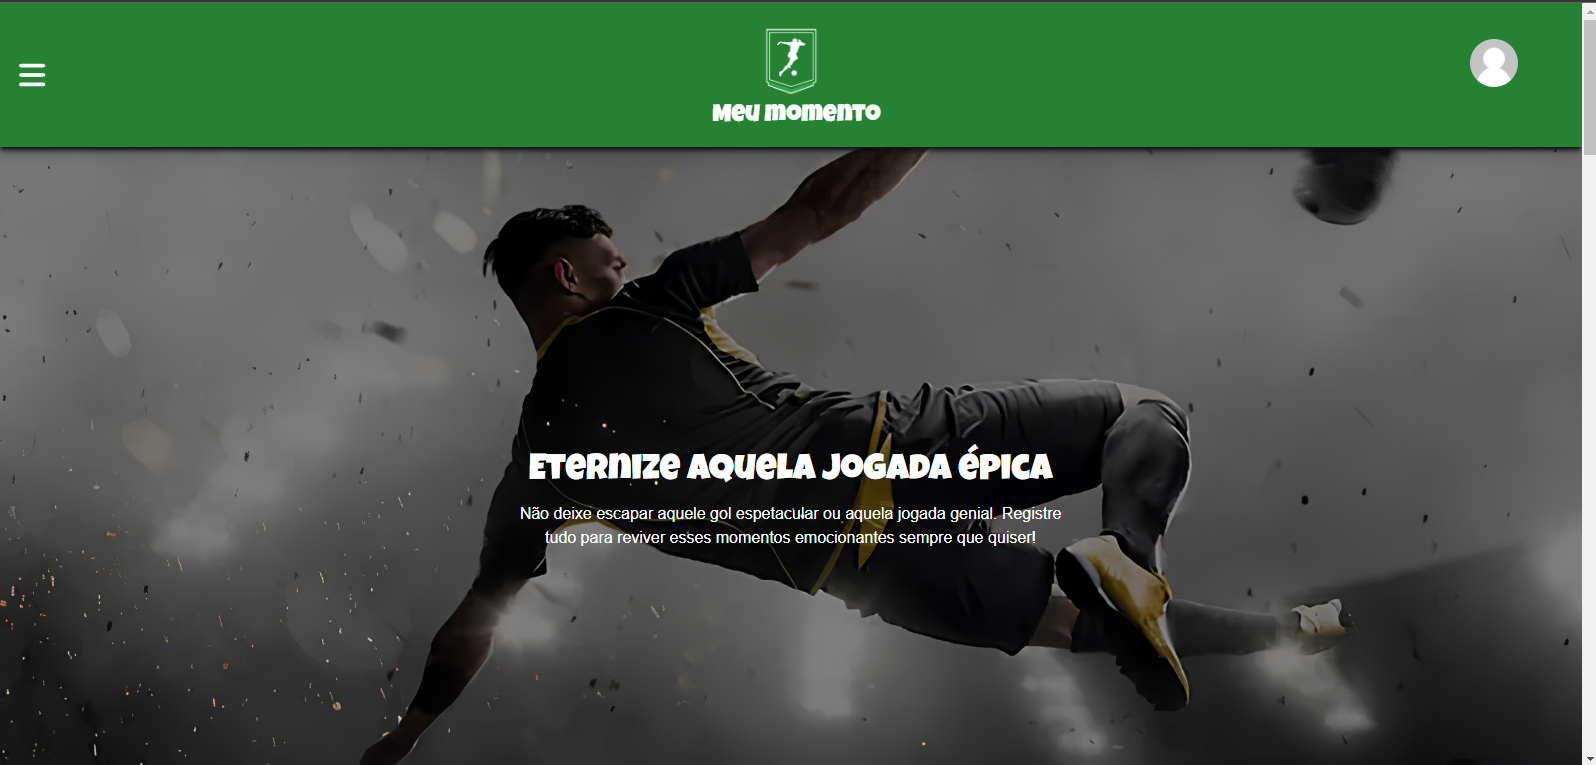 Meu momento
Eternize aquela jogada épica
Não deixe escapar aquele gol espetacular ou aquela jogada genial. Registre
tudo para reviver esses momentos emocionantes sempre que quiser!